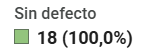 Sin defecto
18 (100,0%)